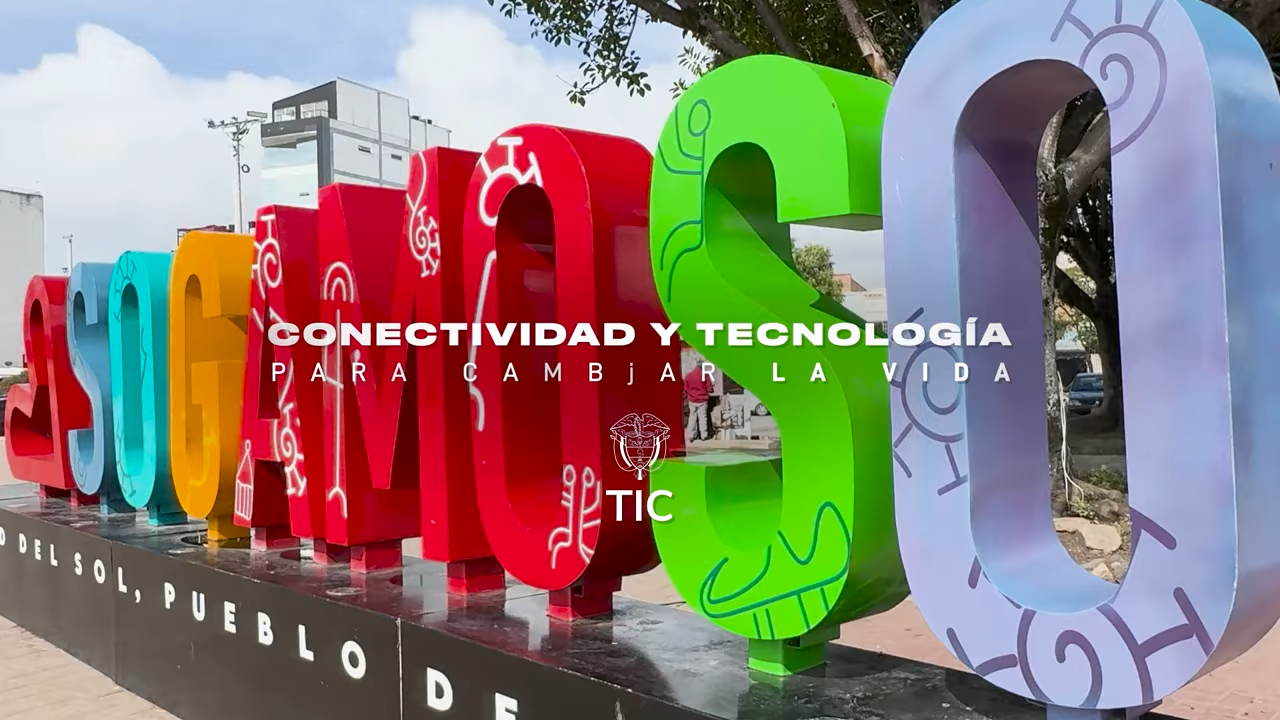 SOGAMOSO
CONECTIVIDAD Y TECNOLOGÍA
PARA CAMBjAR LA VIDA
TIC
D DEL SOL, PUEBLO DE